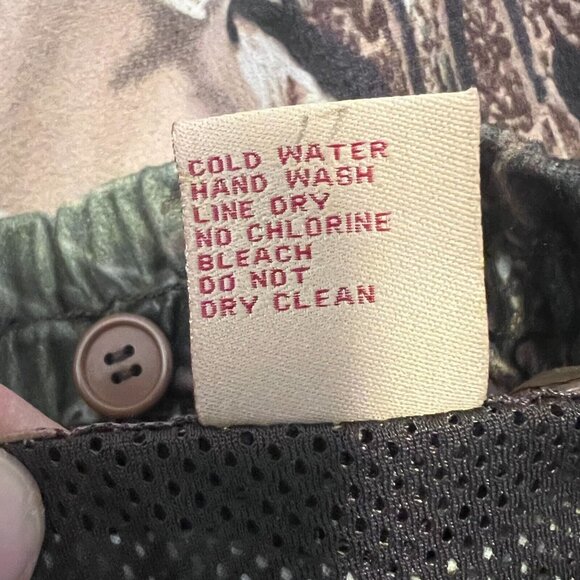 COLD WATER
HAND WASH
LINE DRY
NO CHLORINE
BLEACH
DO NOT
DRY CLEAN